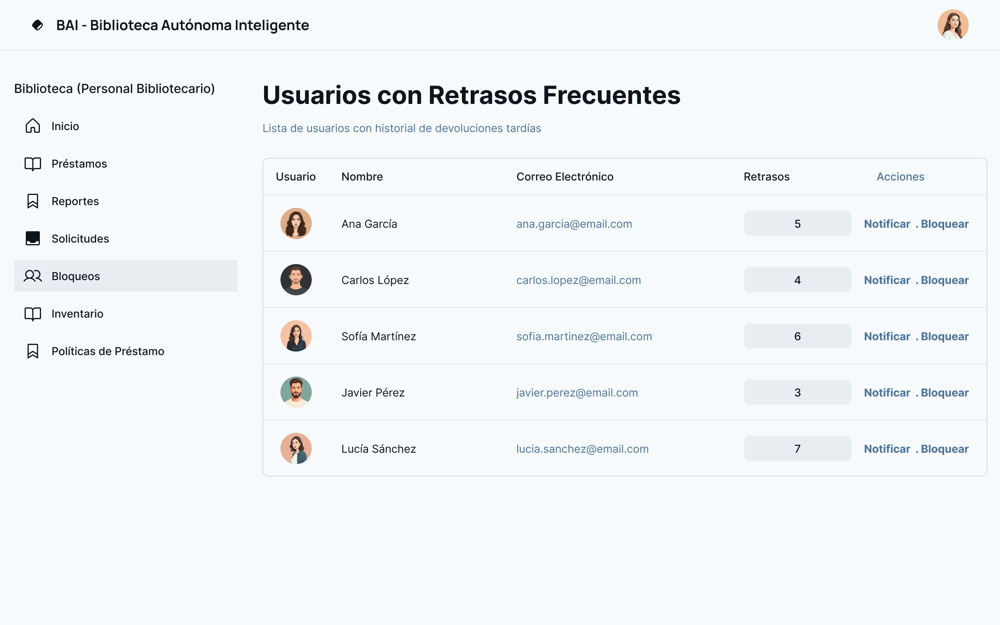 BAI - Biblioteca Autónoma Inteligente
Biblioteca (Personal Bibliotecario)
Inicio
Préstamos
Reportes
Solicitudes
Bloqueos
Inventario
Políticas de Préstamo
Usuarios con Retrasos Frecuentes
Lista de usuarios con historial de devoluciones tardías
Usuario Nombre Correo Electrónico Retrasos Acciones
Ana García ana.garcia@email.com 5 Notificar . Bloquear
Carlos López carlos.lopez@email.com 4 Notificar . Bloquear
Sofía Martínez sofia.martinez@email.com 6 Notificar . Bloquear
Javier Pérez javier.perez@email.com 3 Notificar . Bloquear
Lucía Sánchez lucia.sanchez@email.com 7 Notificar . Bloquear